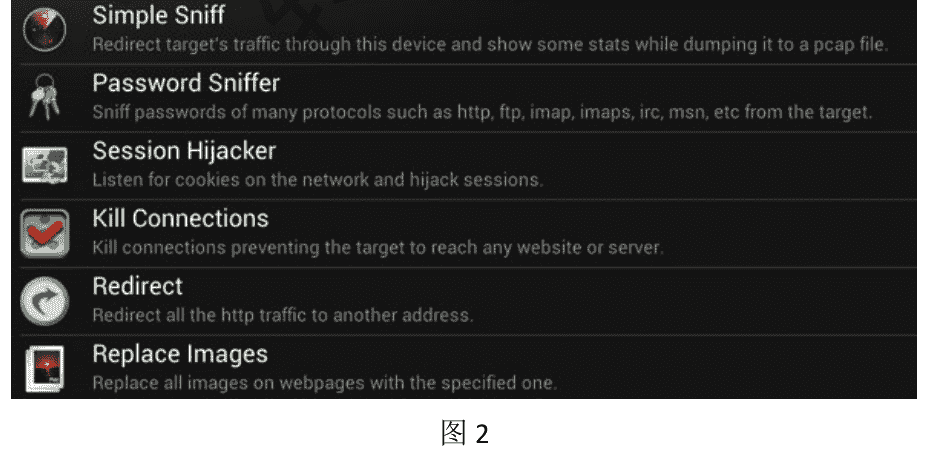 Simple Sniff
Redirect target's traffic through this device and show some stats while dumping it to a pcap file.
Password Sniffer
Sniff passwords of many protocols such as http, ftp, imap, imaps, irc, msn, etc from the target.
Session Hijacker
Listen for cookies on the network and hijack sessions.
Kill Connections
Kill connections preventing the target to reach any website or server.
Redirect
Redirect all the http traffic to another address.
Replace Images
Replace all images on webpages with the specified one.
图 2